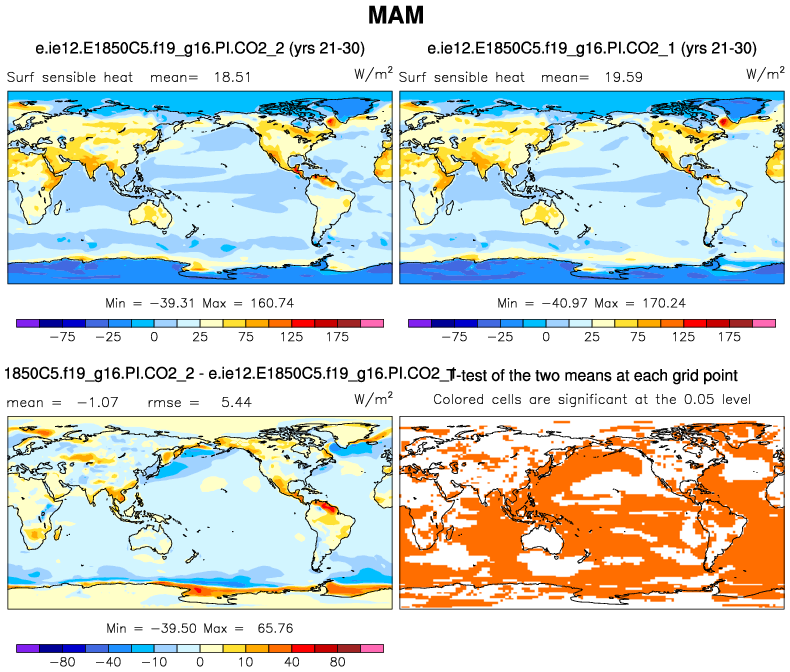 MAM
e.ie12.E1850C5.f19_g16.PI.CO2_2 (yrs 21-30)
Surf sensible heat mean= 18.51 W/m²
Min = −39.31 Max = 160.74
−75 −25 0 25 75 125 175
e.ie12.E1850C5.f19_g16.PI.CO2_1 (yrs 21-30)
Surf sensible heat mean= 19.59 W/m²
Min = −40.97 Max = 170.24
−75 −25 0 25 75 125 175
1850C5.f19_g16.PI.CO2_2 - e.ie12.E1850C5.f19_g16.PI.CO2_1
mean = −1.07 rmse = 5.44 W/m²
Min = −39.50 Max = 65.76
−80 −40 −10 0 10 40 80
T-test of the two means at each grid point
Colored cells are significant at the 0.05 level